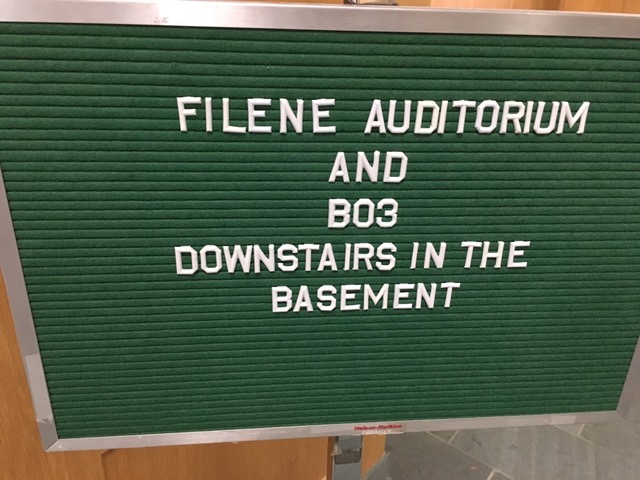 FILENE AUDITORIUM
AND
B03
DOWNSTAIRS IN THE
BASEMENT